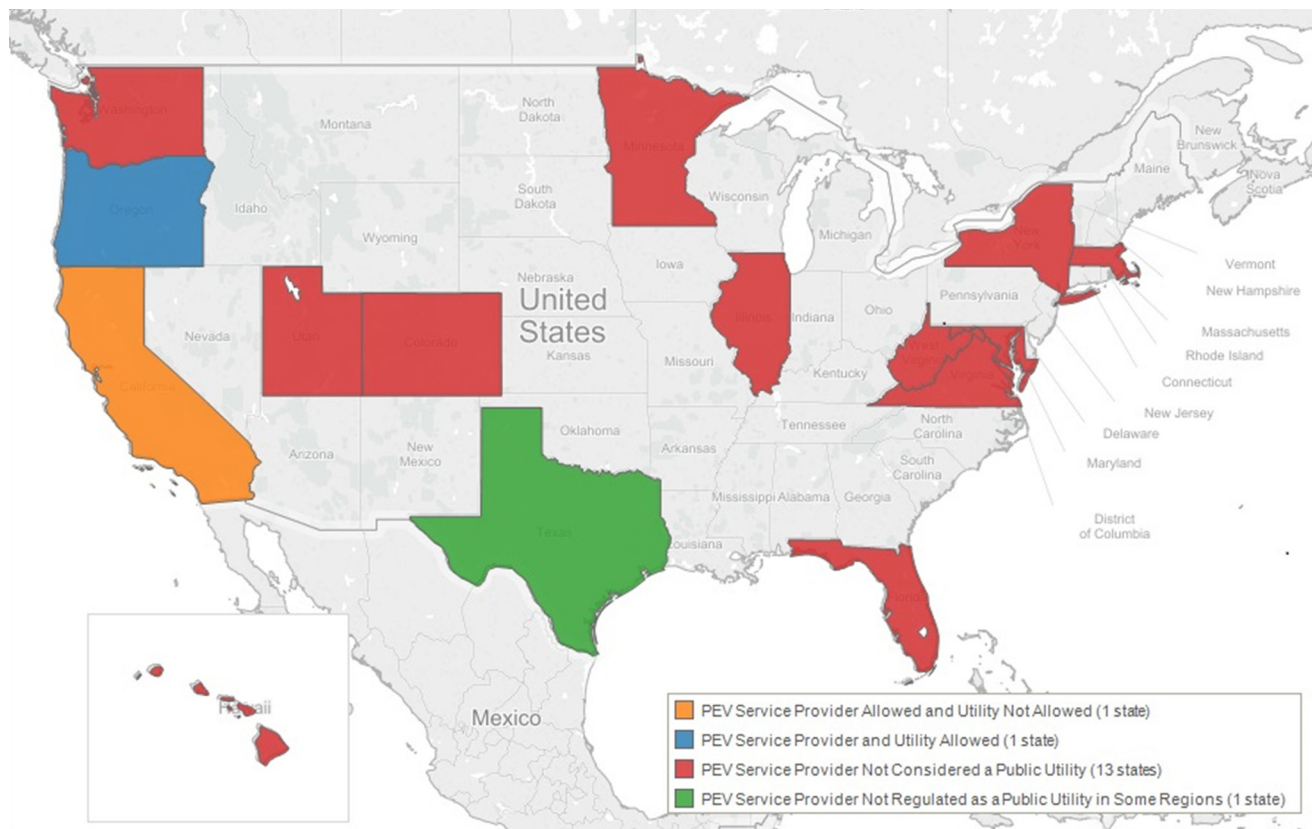 Washington
Montana
North
Dakota
Minnesota
Oregon
Idaho
South
Dakota
Wisconsin
Michigan
Maine
New
Brunswick
Nova
Scotia
New
York
Wyoming
Iowa
Nebraska
United
States
Nevada
Utah
Colorado
Kansas
Illinois
Indiana
Ohio
Pennsylvania
West
Virginia
Virginia
Missouri
Kentucky
California
Arizona
New
Mexico
Oklahoma
Arkansas
Tennessee
North
Carolina
South
Carolina
Mississippi
Alabama
Georgia
Texas
Louisiana
Florida
Vermont
New Hampshire
Massachusetts
Rhode Island
Connecticut
New Jersey
Delaware
Maryland
District
of Columbia
Hawaii
Mexico
PEV Service Provider Allowed and Utility Not Allowed (1 state)
PEV Service Provider and Utility Allowed (1 state)
PEV Service Provider Not Considered a Public Utility (13 states)
PEV Service Provider Not Regulated as a Public Utility in Some Regions (1 state)